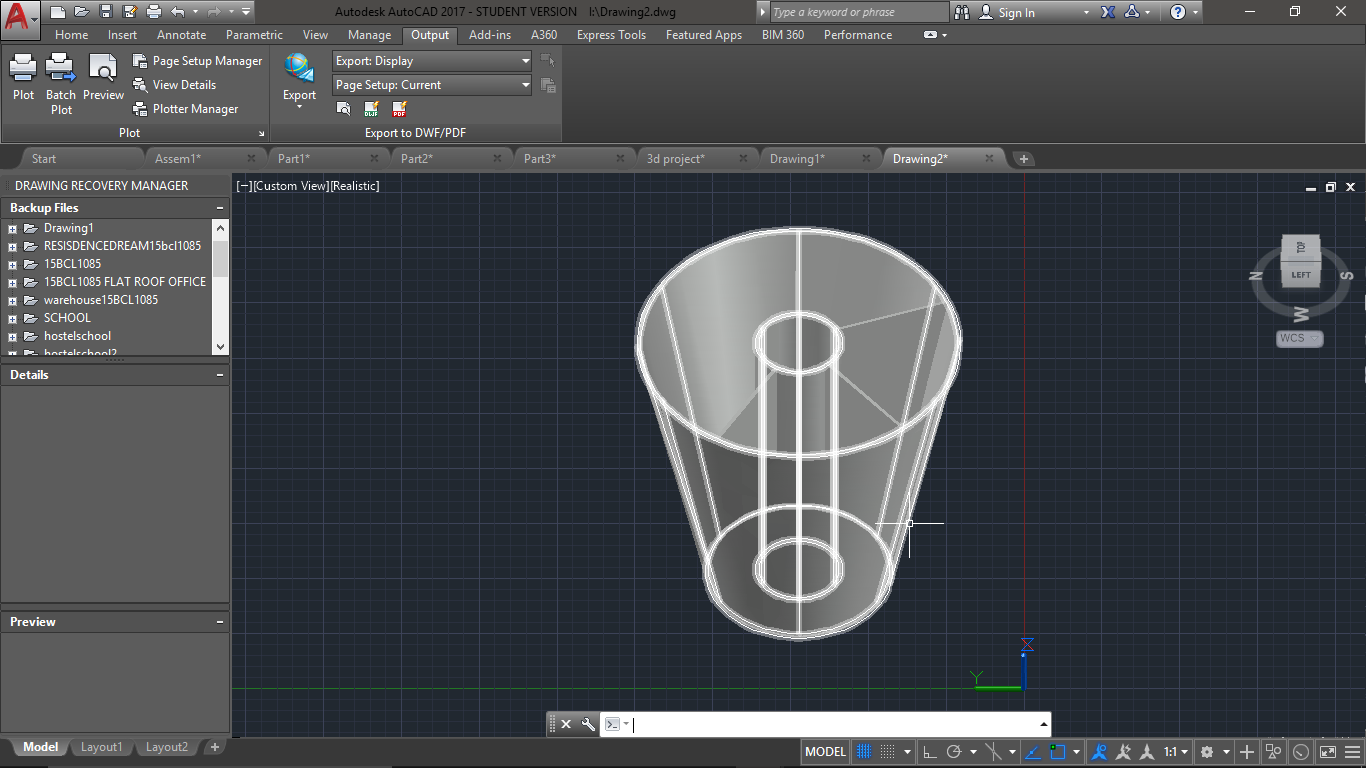 Autodesk AutoCAD 2017 - STUDENT VERSION I:\Drawing2.dwg
Type a keyword or phrase
Sign In
Home Insert Annotate Parametric View Manage Output Add-ins A360 Express Tools Featured Apps BIM 360 Performance
Plot
Batch Plot
Preview
Page Setup Manager
View Details
Plotter Manager
Plot
Export
Export: Display
Page Setup: Current
DWF
PDF
Export to DWF/PDF
Start Assem1* Part1* Part2* Part3* 3d project* Drawing1* Drawing2*
DRAWING RECOVERY MANAGER
Backup Files
Drawing1
RESISDENCEDREAM15bcl1085
15BCL1085
15BCL1085 FLAT ROOF OFFICE
warehouse15BCL1085
SCHOOL
hostelschool
hostelschool2
Details
Preview
[−][Custom View][Realistic]
TOP
LEFT
N
S
W
WCS
Z
Y
Model Layout1 Layout2
MODEL
1:1